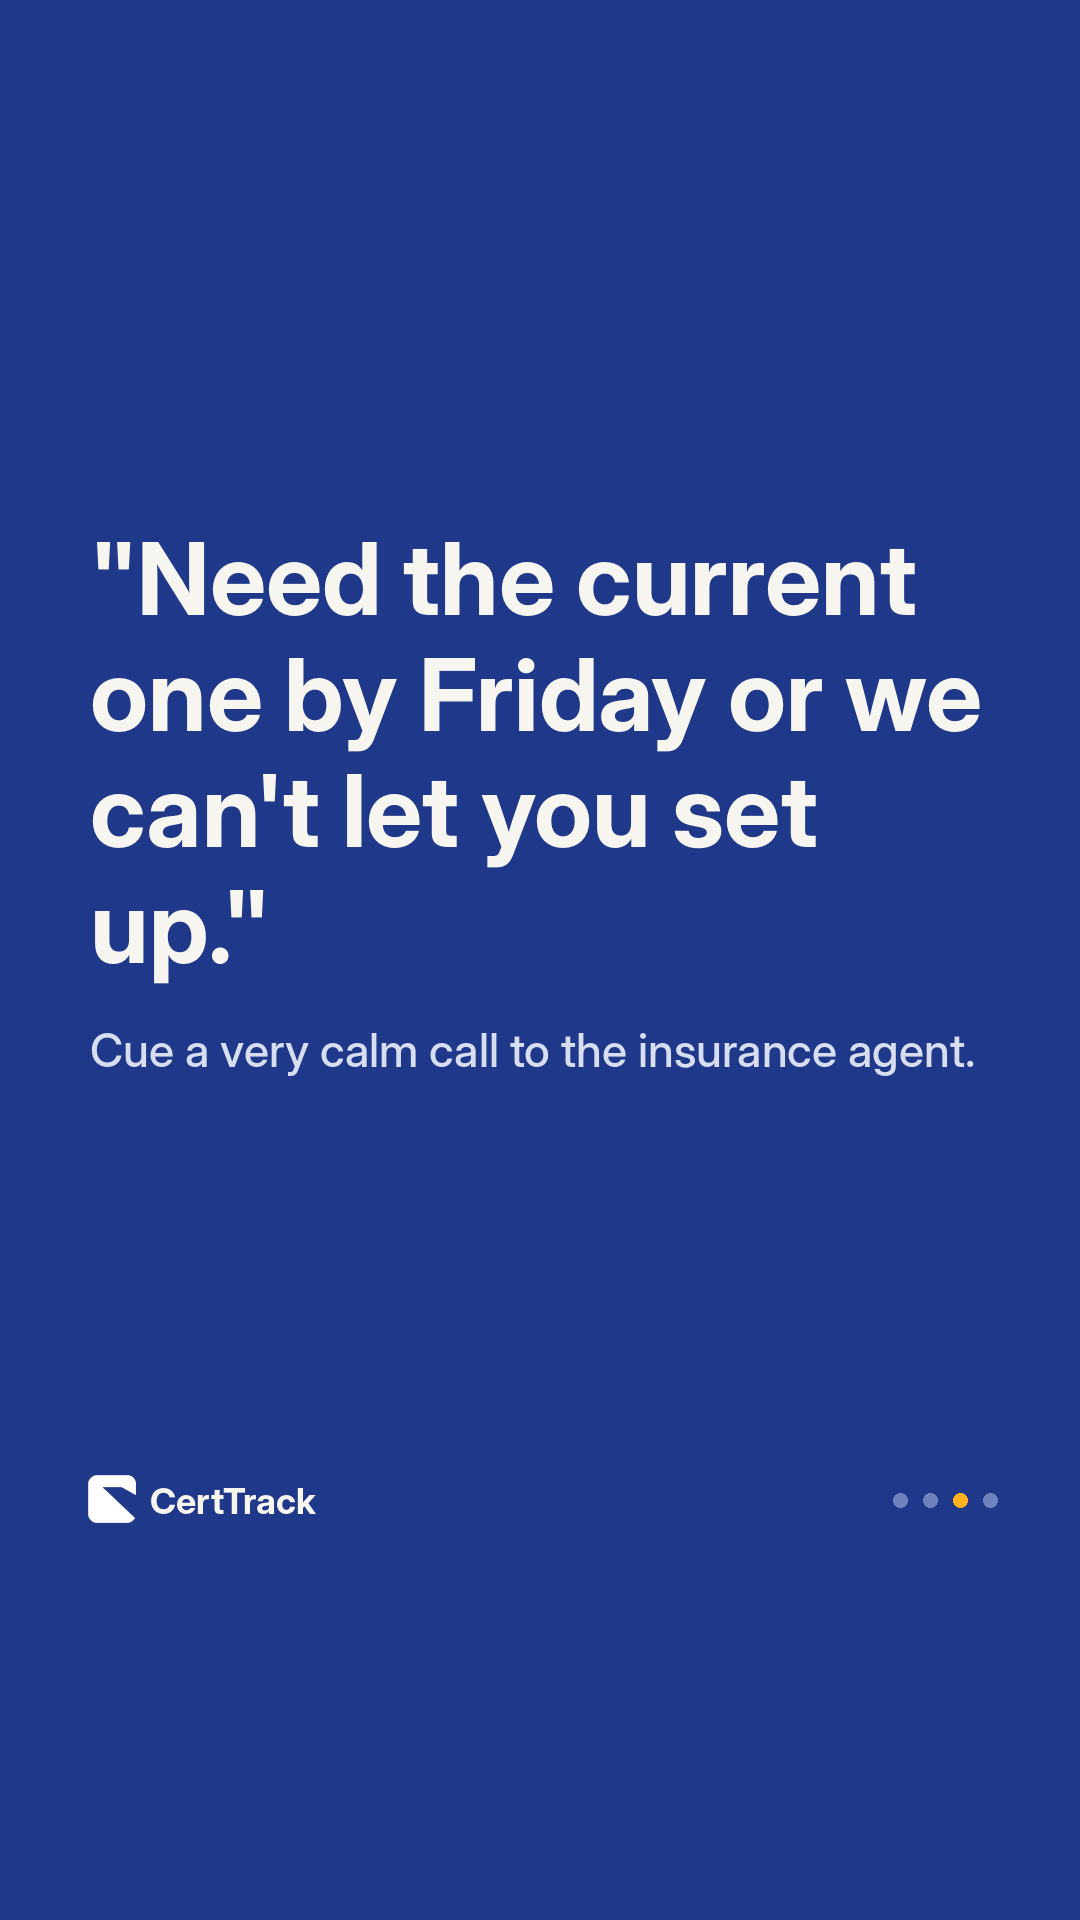 "Need the current
one by Friday or we
can't let you set
up."
Cue a very calm call to the insurance agent.
CertTrack